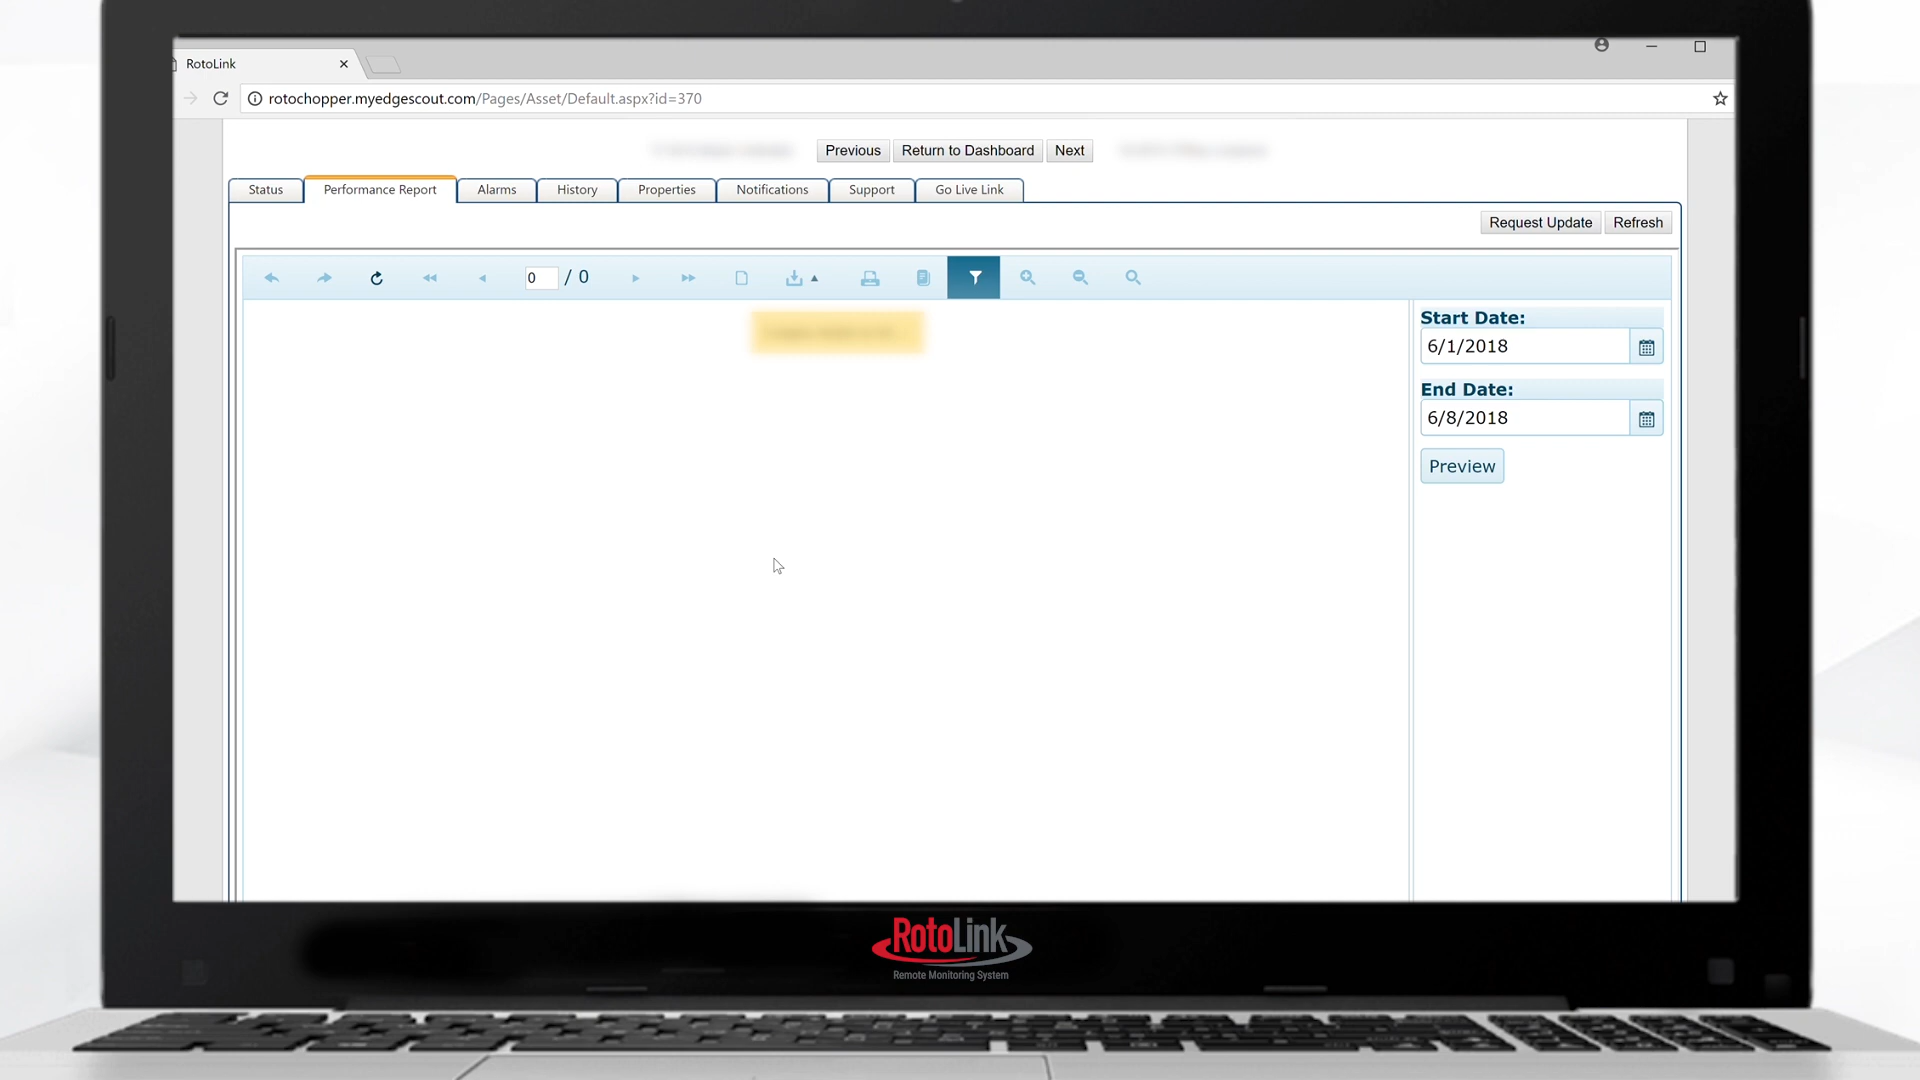 RotoLink
rotochopper.myedgescout.com/Pages/Asset/Default.aspx?id=370
Previous Return to Dashboard Next
Status Performance Report Alarms History Properties Notifications Support Go Live Link
Request Update Refresh
0 / 0
Start Date:
6/1/2018
End Date:
6/8/2018
Preview
RotoLink
Remote Monitoring System